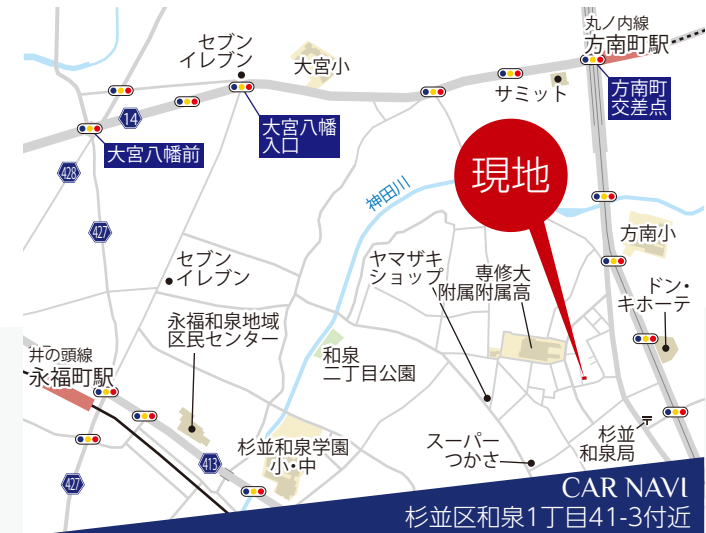 丸ノ内線
方南町駅
セブン
イレブン
大宮小
サミット
方南町
交差点
14
大宮八幡
入口
大宮八幡前
現地
428
神田川
427
方南小
セブン
イレブン
ヤマザキ
ショップ
専修大
附属附属高
ドン・
キホーテ
永福和泉地域
区民センター
井の頭線
永福町駅
和泉
二丁目公園
杉並和泉学園
小・中
スーパー
つかさ
杉並
和泉局
413
427
CAR NAVI
杉並区和泉1丁目41-3付近